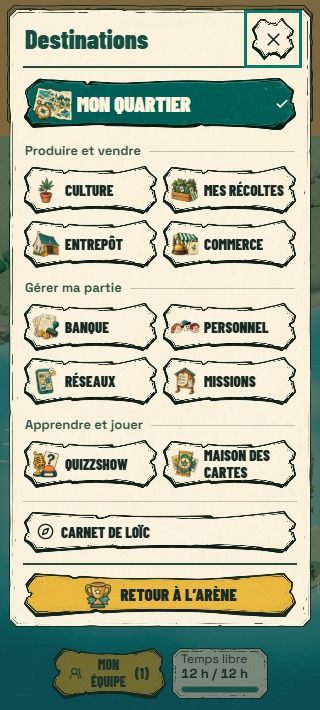 Destinations
MON QUARTIER
Produire et vendre
CULTURE
MES RÉCOLTES
ENTREPÔT
COMMERCE
Gérer ma partie
BANQUE
PERSONNEL
RÉSEAUX
MISSIONS
Apprendre et jouer
QUIZZSHOW
MAISON DES
CARTES
CARNET DE LOÏC
RETOUR À L'ARÈNE
MON
ÉQUIPE (1)
Temps libre
12 h / 12 h